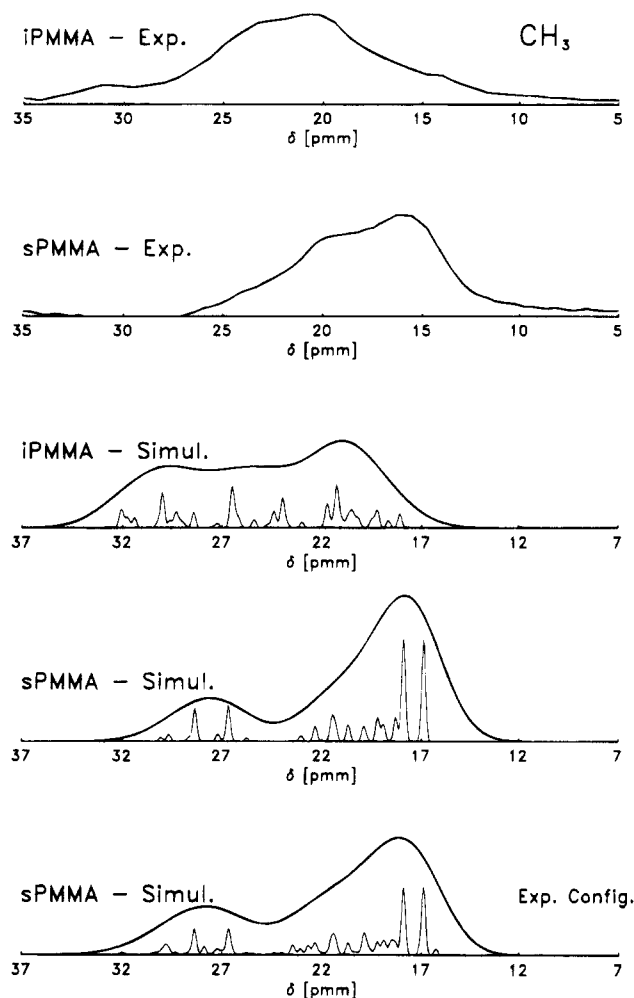 iPMMA – Exp.
CH₃
35 30 25 20 15 10 5
δ [pmm]
sPMMA – Exp.
35 30 25 20 15 10 5
δ [pmm]
iPMMA – Simul.
37 32 27 22 17 12 7
δ [pmm]
sPMMA – Simul.
37 32 27 22 17 12 7
δ [pmm]
sPMMA – Simul.
Exp. Config.
37 32 27 22 17 12 7
δ [pmm]